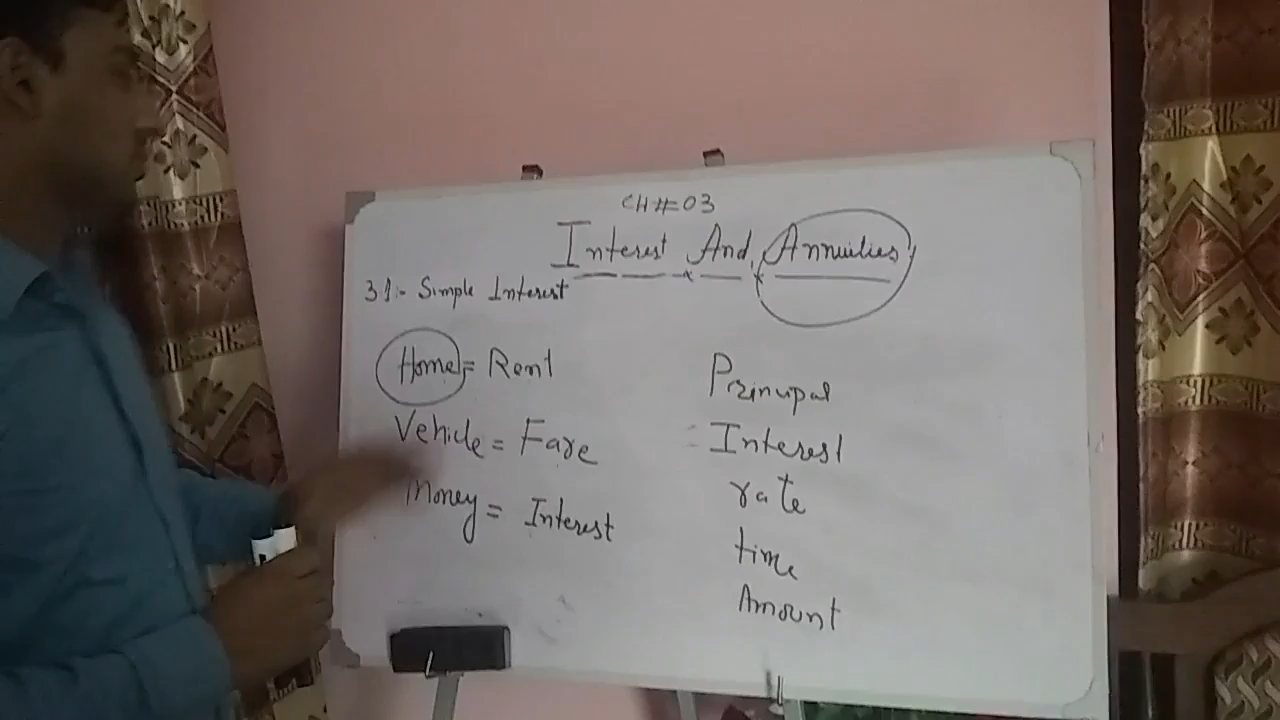 CH#03
Interest And Annuities
3.1:- Simple Interest
Home = Rent
Vehicle = Fare
Money = Interest
Principal
Interest
rate
time
Amount